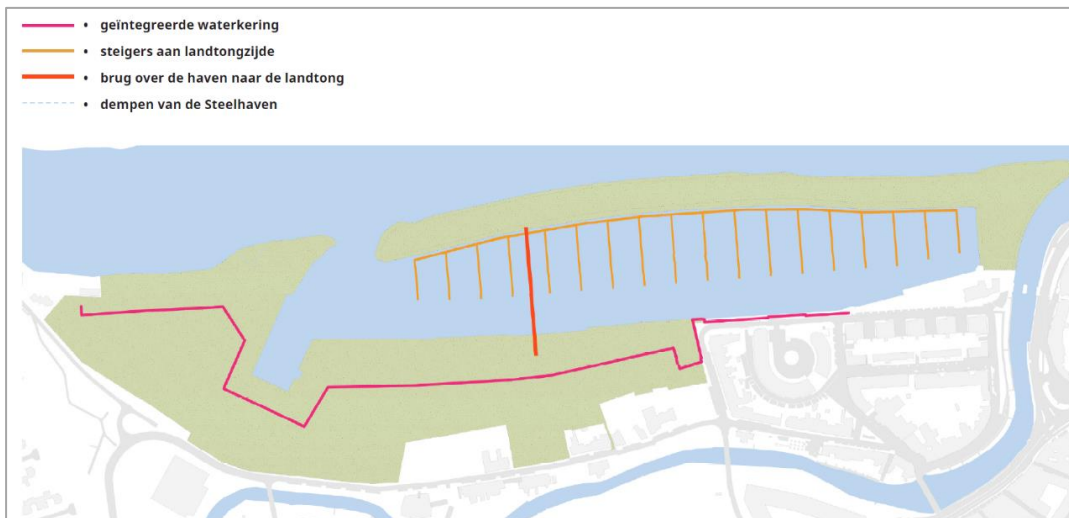 • geïntegreerde waterkering
• steigers aan landtongzijde
• brug over de haven naar de landtong
• dempen van de Steelhaven